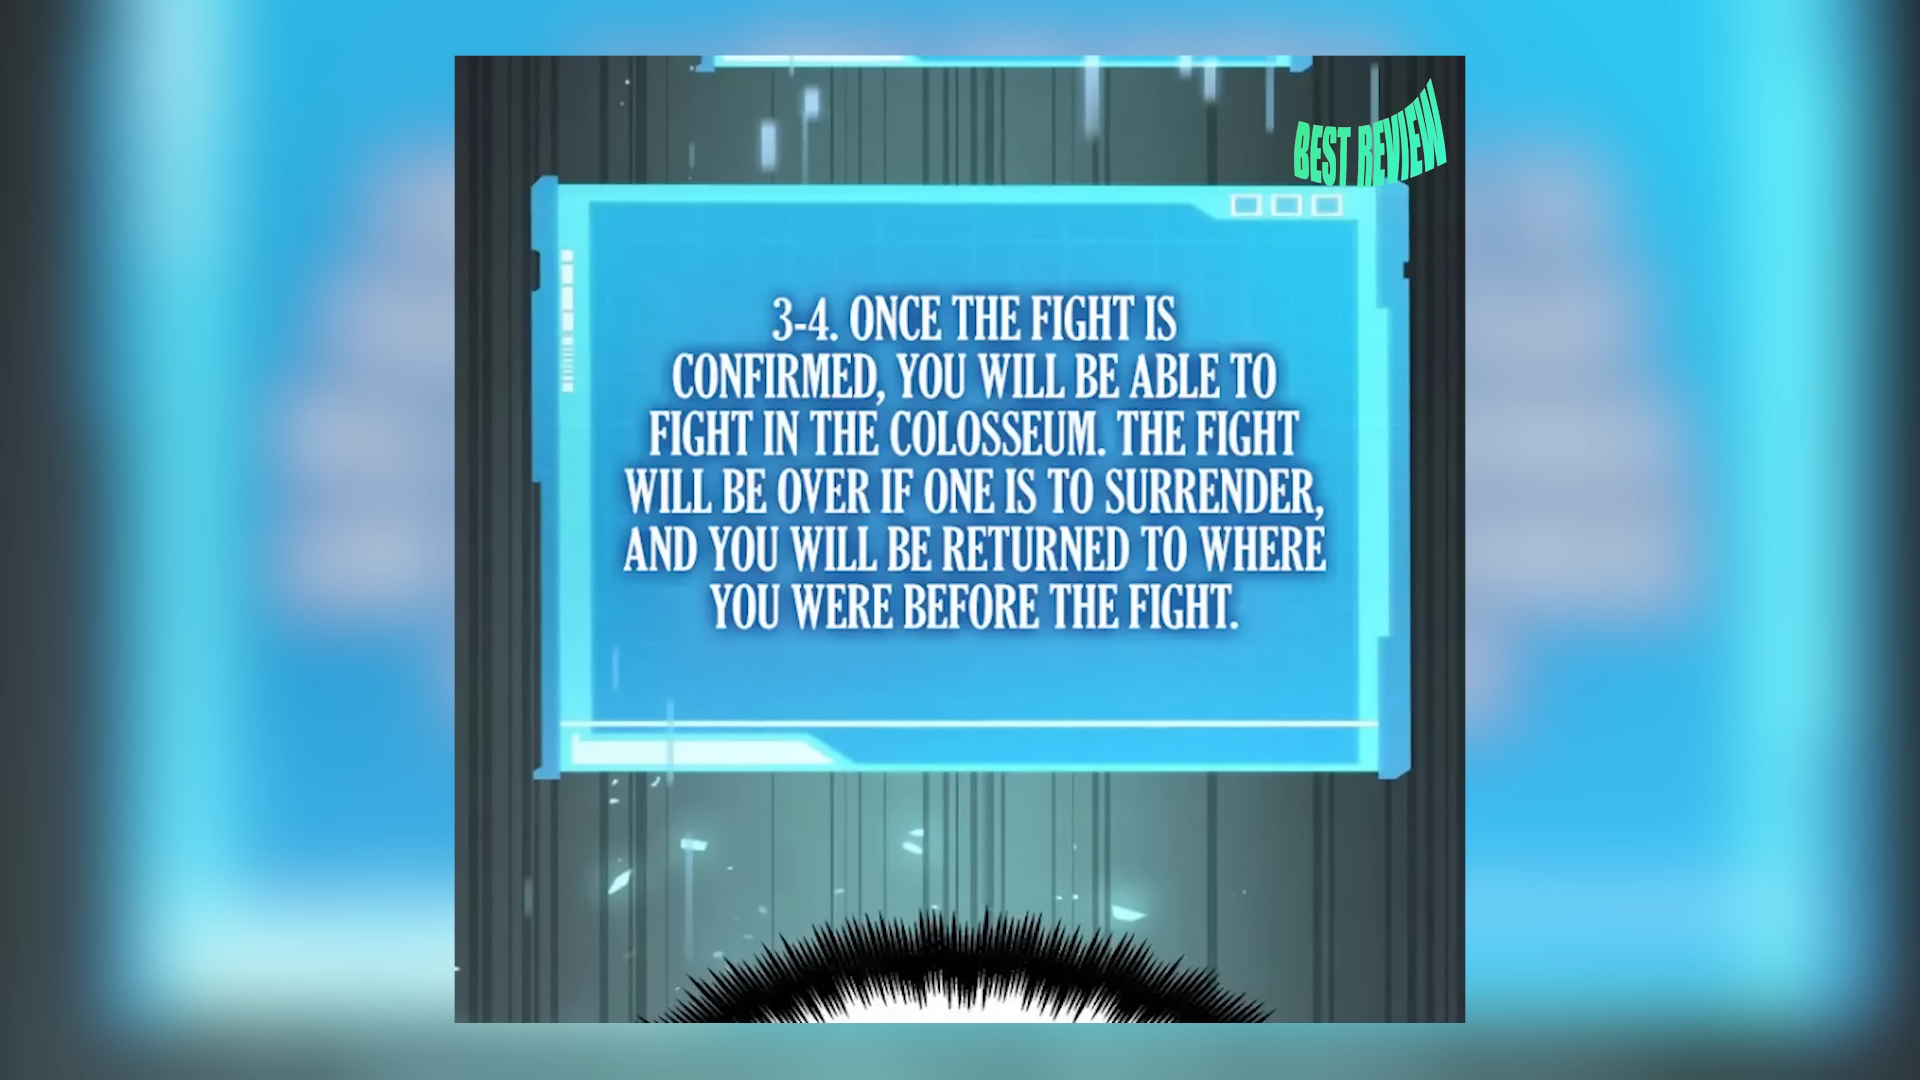 BEST REVIEW
3-4. ONCE THE FIGHT IS
CONFIRMED, YOU WILL BE ABLE TO
FIGHT IN THE COLOSSEUM. THE FIGHT
WILL BE OVER IF ONE IS TO SURRENDER,
AND YOU WILL BE RETURNED TO WHERE
YOU WERE BEFORE THE FIGHT.